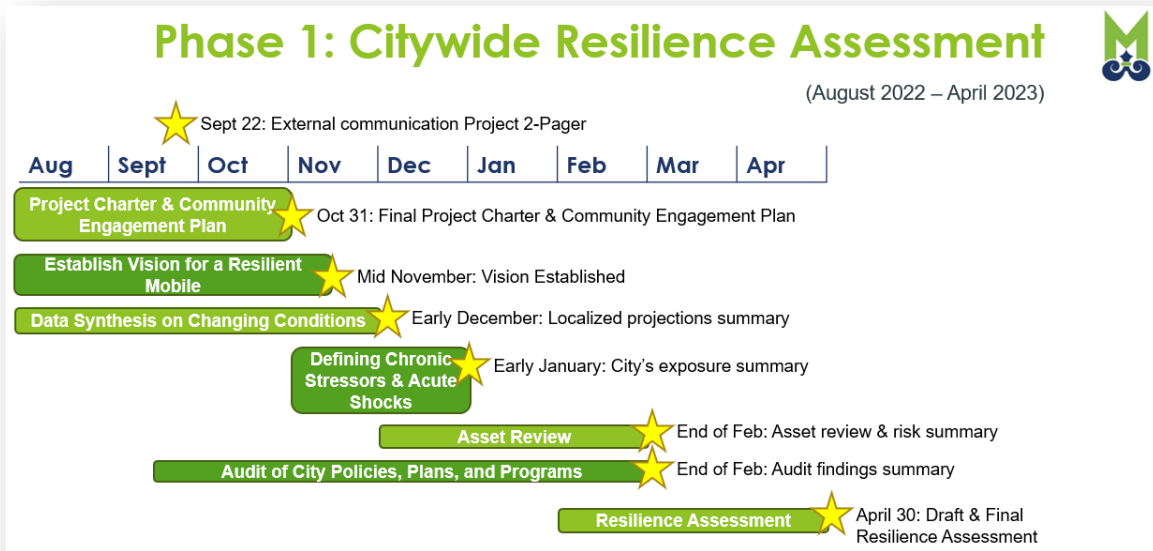 Phase 1: Citywide Resilience Assessment
M
(August 2022 – April 2023)
Sept 22: External communication Project 2-Pager
Aug Sept Oct Nov Dec Jan Feb Mar Apr
Project Charter & Community
Engagement Plan
Oct 31: Final Project Charter & Community Engagement Plan
Establish Vision for a Resilient
Mobile
Mid November: Vision Established
Data Synthesis on Changing Conditions
Early December: Localized projections summary
Defining Chronic
Stressors & Acute
Shocks
Early January: City’s exposure summary
Asset Review
End of Feb: Asset review & risk summary
Audit of City Policies, Plans, and Programs
End of Feb: Audit findings summary
Resilience Assessment
April 30: Draft & Final
Resilience Assessment